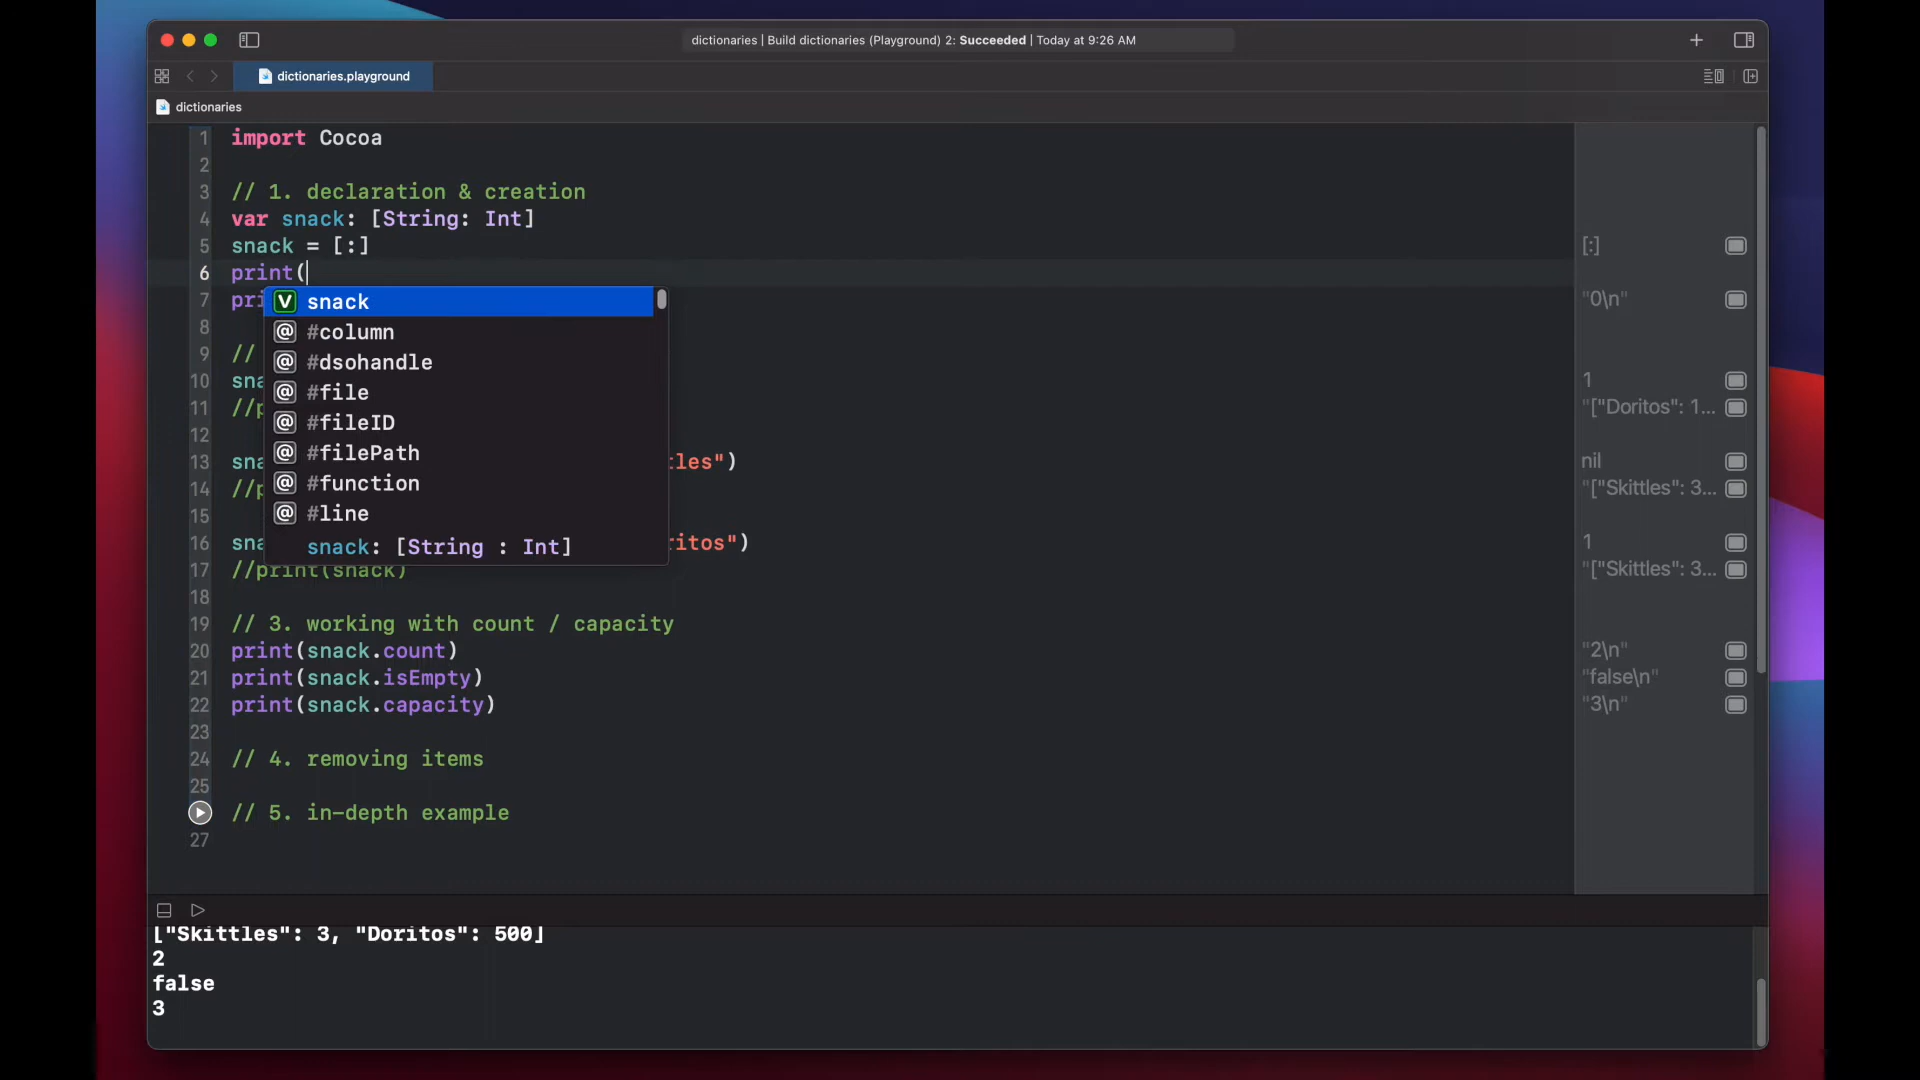 dictionaries | Build dictionaries (Playground) 2: Succeeded | Today at 9:26 AM
dictionaries.playground
dictionaries
1 import Cocoa
2
3 // 1. declaration & creation
4 var snack: [String: Int]
5 snack = [:] [:]
6 print(
7 pri "0\n"
8
9 //
10 sna 1
11 //p "["Doritos": 1...
12
13 sna les") nil
14 //p "["Skittles": 3...
15
16 sna ritos") 1
17 //print(snack) "["Skittles": 3...
18
19 // 3. working with count / capacity
20 print(snack.count) "2\n"
21 print(snack.isEmpty) "false\n"
22 print(snack.capacity) "3\n"
23
24 // 4. removing items
25
// 5. in-depth example
27
V snack
@ #column
@ #dsohandle
@ #file
@ #fileID
@ #filePath
@ #function
@ #line
snack: [String : Int]
["Skittles": 3, "Doritos": 500]
2
false
3